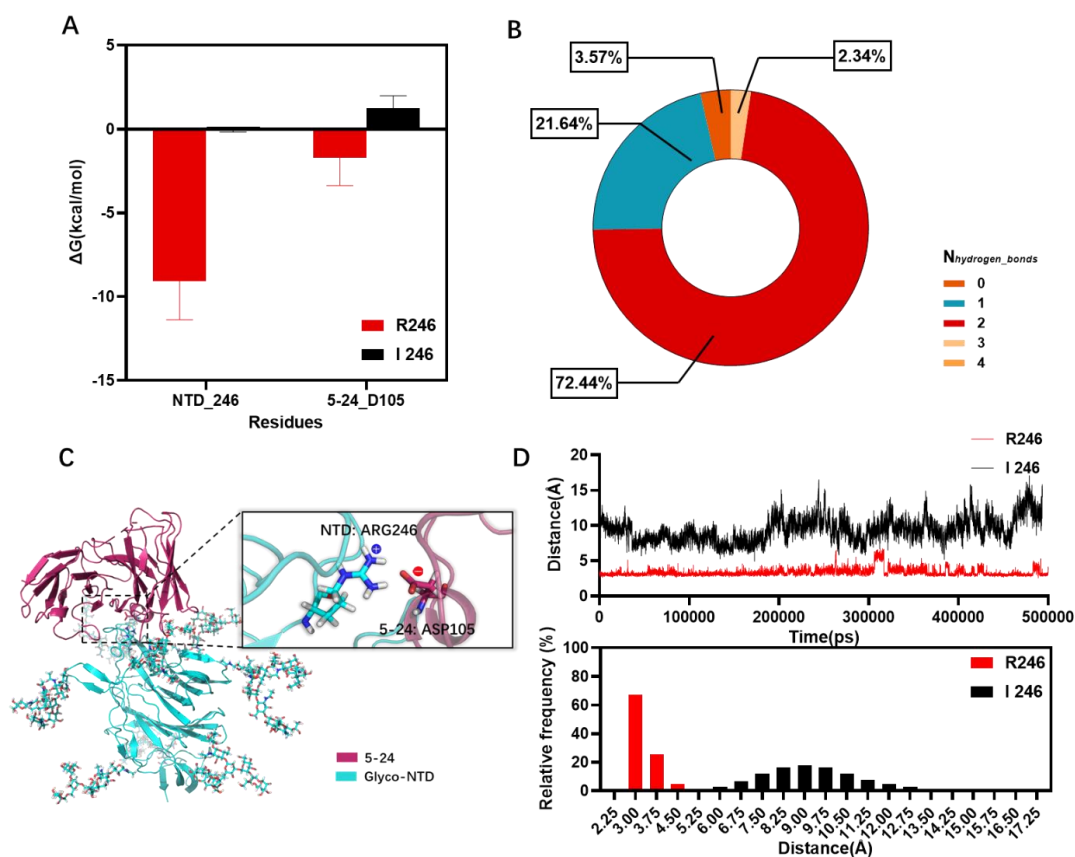 A
ΔG(kcal/mol)
5
0
-5
-10
-15
NTD_246
5-24_D105
Residues
R246
I 246
B
3.57%
2.34%
21.64%
72.44%
Nhydrogen_bonds
0
1
2
3
4
C
NTD: ARG246
+
−
5-24: ASP105
5-24
Glyco-NTD
D
R246
I 246
Distance(Å)
20
15
10
5
0
0 100000 200000 300000 400000 500000
Time(ps)
Relative frequency (%)
100
80
60
40
20
0
R246
I 246
2.25 3.00 3.75 4.50 5.25 6.00 6.75 7.50 8.25 9.00 9.75 10.50 11.25 12.00 12.75 13.50 14.25 15.00 15.75 16.50 17.25
Distance(Å)